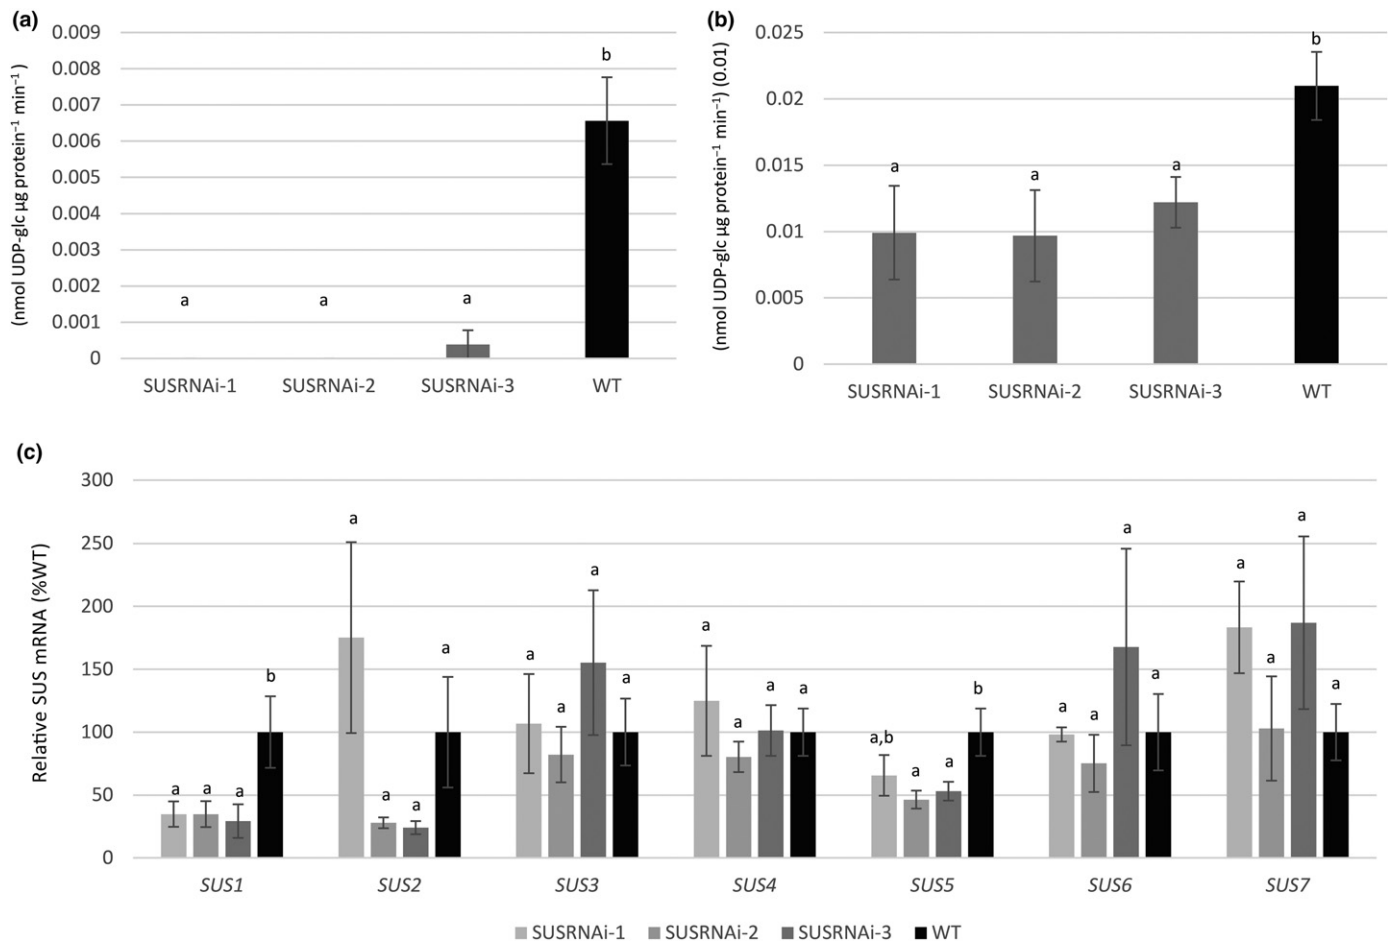 (a)
(nmol UDP-glc µg protein⁻¹ min⁻¹)
0.009
0.008
0.007
0.006
0.005
0.004
0.003
0.002
0.001
0
a
a
a
b
SUSRNAi-1 SUSRNAi-2 SUSRNAi-3 WT
(b)
(nmol UDP-glc µg protein⁻¹ min⁻¹) (0.01)
0.025
0.02
0.015
0.01
0.005
0
a
a
a
b
SUSRNAi-1 SUSRNAi-2 SUSRNAi-3 WT
(c)
Relative SUS mRNA (%WT)
300
250
200
150
100
50
0
a a a b
a a a a
a a a a
a a a a
a,b a a b
a a a a
a a a a
SUS1 SUS2 SUS3 SUS4 SUS5 SUS6 SUS7
SUSRNAi-1 SUSRNAi-2 SUSRNAi-3 WT